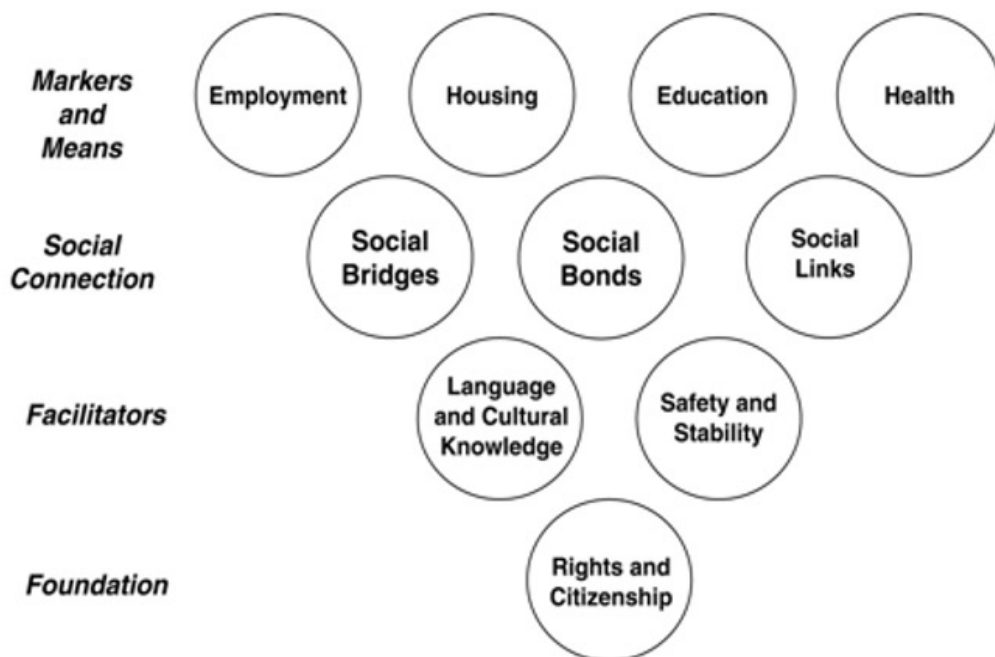 Markers
and
Means
Employment
Housing
Education
Health
Social
Connection
Social
Bridges
Social
Bonds
Social
Links
Facilitators
Language
and Cultural
Knowledge
Safety and
Stability
Foundation
Rights and
Citizenship